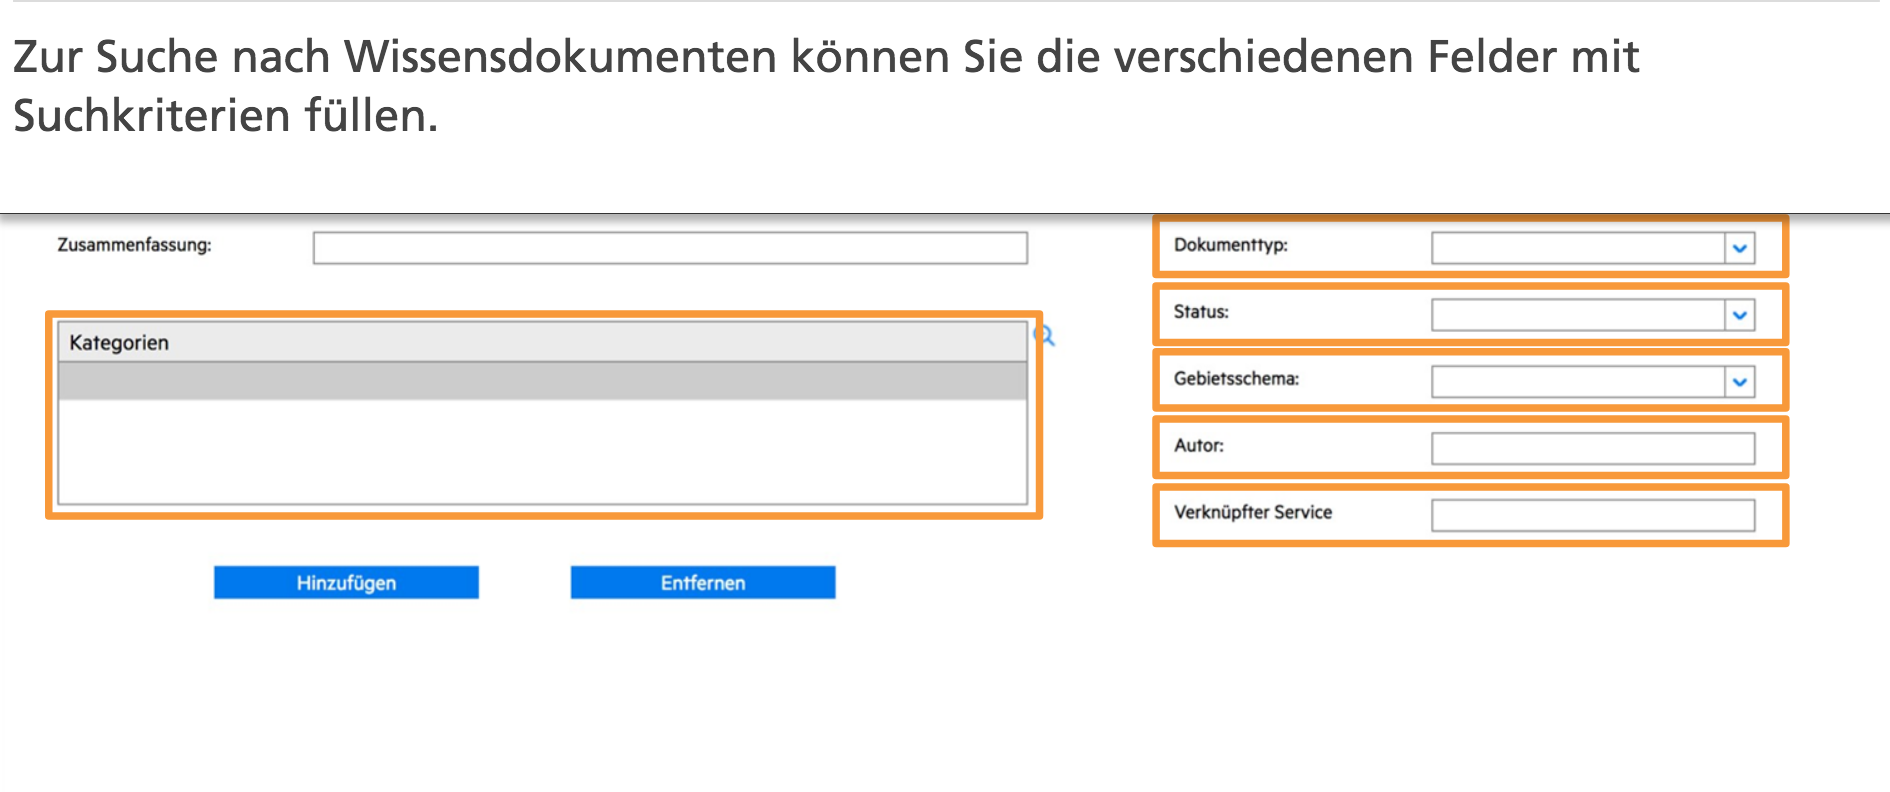 Zur Suche nach Wissensdokumenten können Sie die verschiedenen Felder mit
Suchkriterien füllen.
Zusammenfassung:
Kategorien
Hinzufügen
Entfernen
Dokumenttyp:
Status:
Gebietsschema:
Autor:
Verknüpfter Service